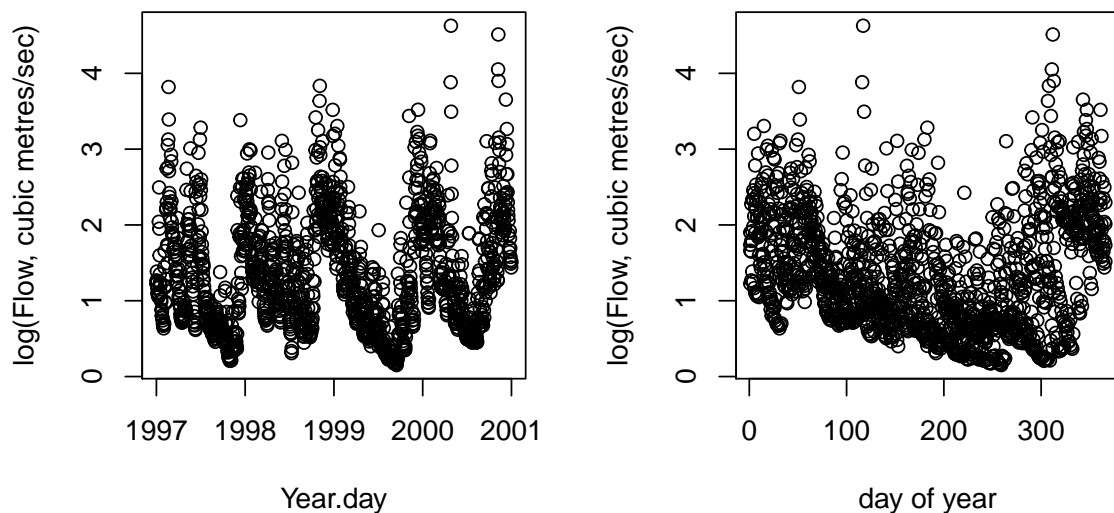 log(Flow, cubic metres/sec)
4
3
2
1
0
1997 1998 1999 2000 2001
Year.day
log(Flow, cubic metres/sec)
4
3
2
1
0
0 100 200 300
day of year